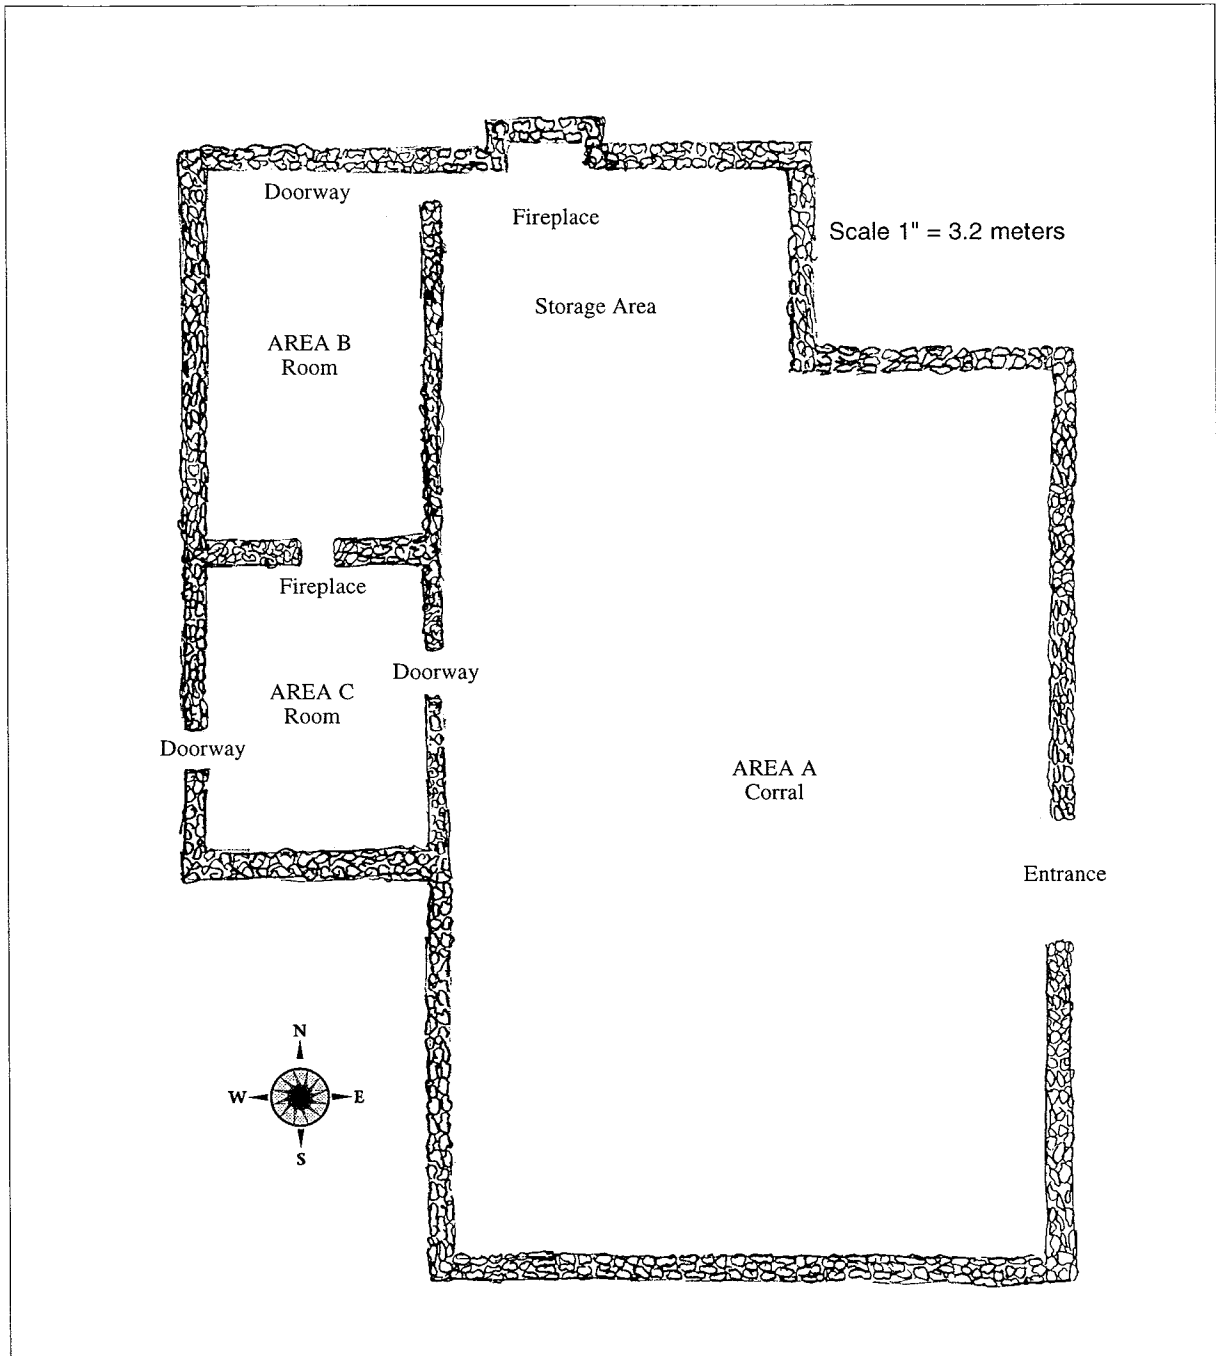 Doorway
Fireplace
Scale 1" = 3.2 meters
Storage Area
AREA B
Room
Fireplace
Doorway
AREA C
Room
Doorway
AREA A
Corral
Entrance
N
W E
S